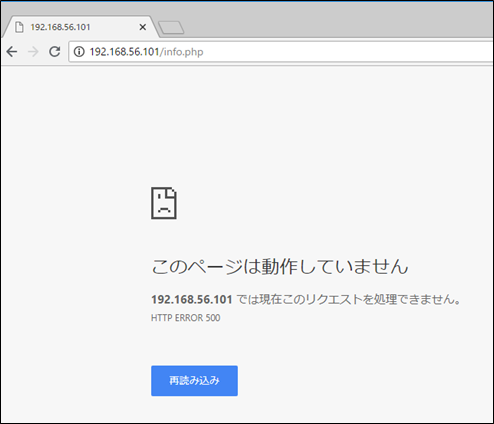 192.168.56.101
192.168.56.101/info.php
このページは動作していません
192.168.56.101 では現在このリクエストを処理できません。
HTTP ERROR 500
再読み込み